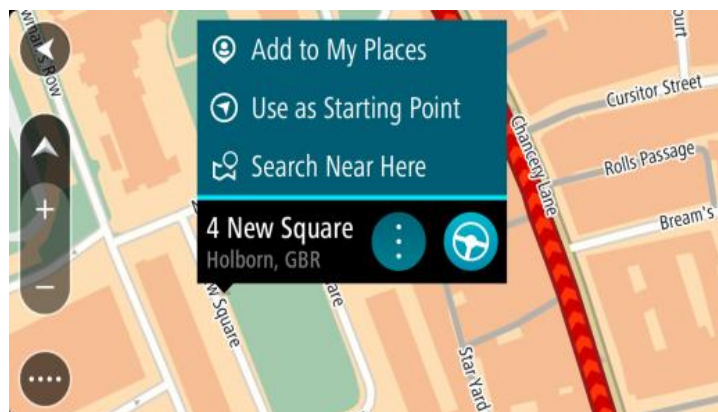 Add to My Places
Use as Starting Point
Search Near Here
4 New Square
Holborn, GBR
Chancery Lane
Cursitor Street
Rolls Passage
Bream's
Row
Square
Star Yard